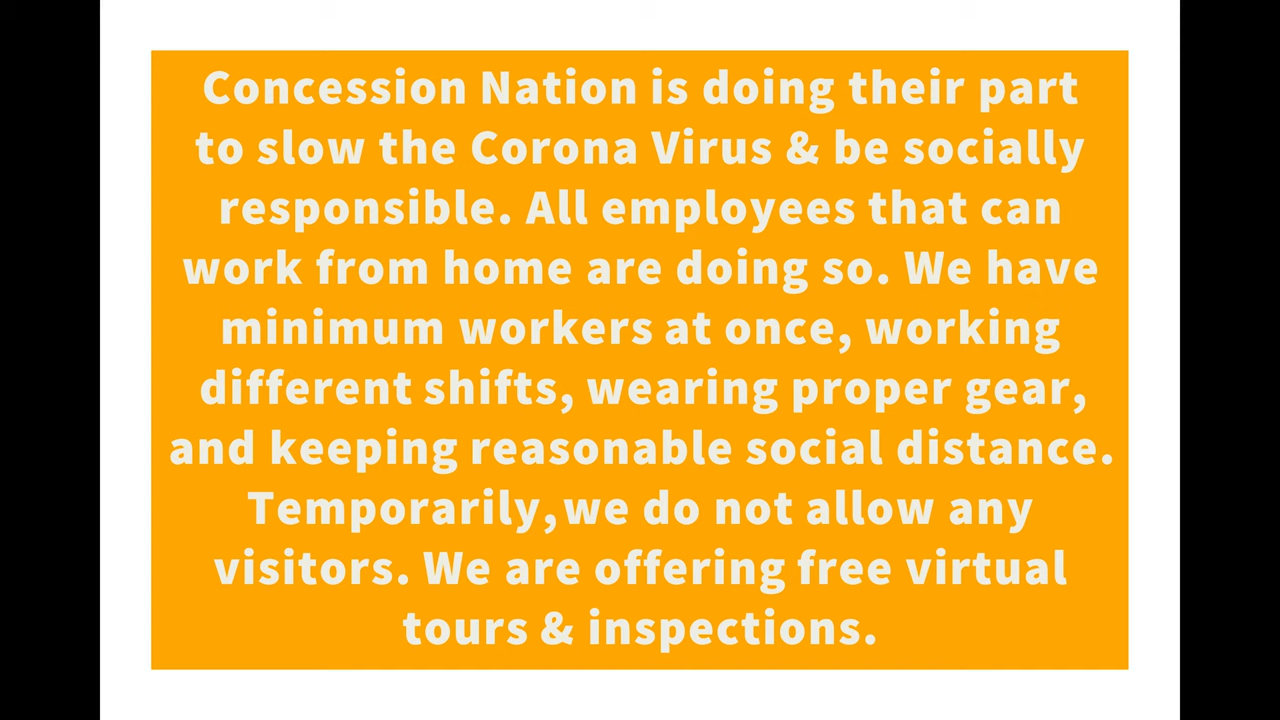 Concession Nation is doing their part
to slow the Corona Virus & be socially
responsible. All employees that can
work from home are doing so. We have
minimum workers at once, working
different shifts, wearing proper gear,
and keeping reasonable social distance.
Temporarily,we do not allow any
visitors. We are offering free virtual
tours & inspections.